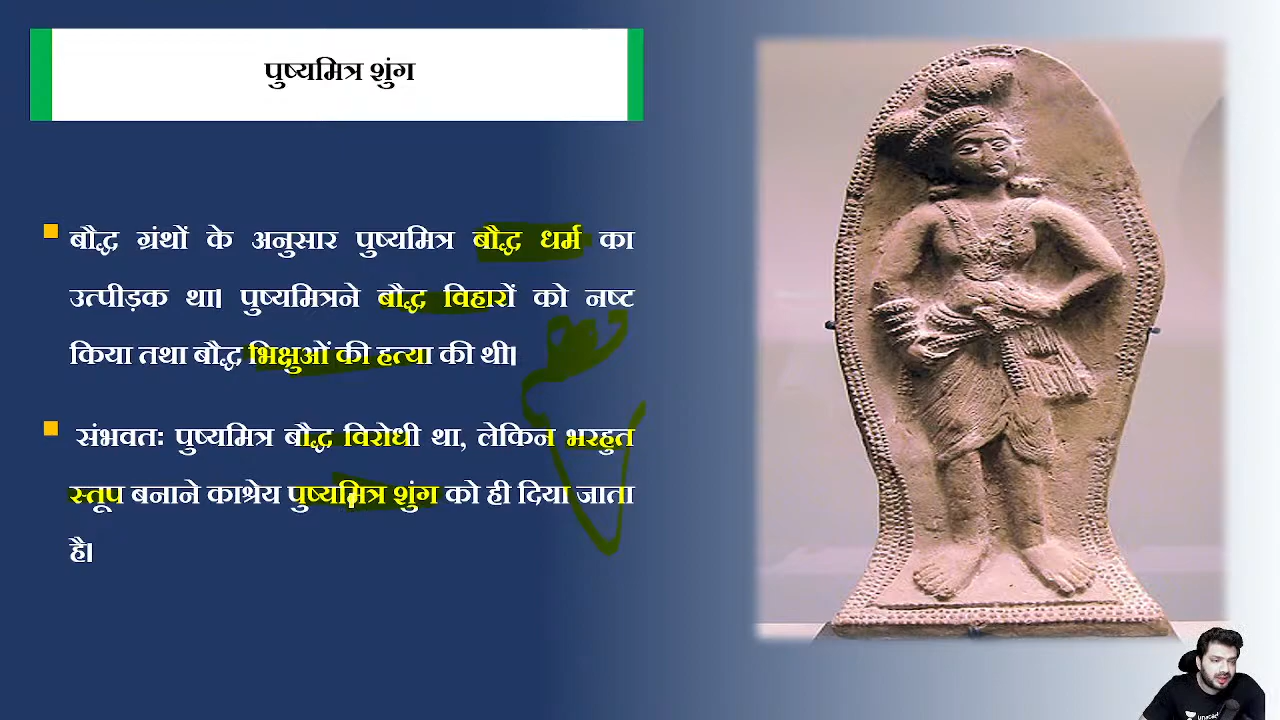 पुष्यमित्र शुंग
बौद्ध ग्रंथों के अनुसार पुष्यमित्र बौद्ध धर्म का
उत्पीड़क था। पुष्यमित्रने बौद्ध विहारों को नष्ट
किया तथा बौद्ध भिक्षुओं की हत्या की थी।
संभवतः पुष्यमित्र बौद्ध विरोधी था, लेकिन भरहुत
स्तूप बनाने काश्रेय पुष्यमित्र शुंग को ही दिया जाता
है।